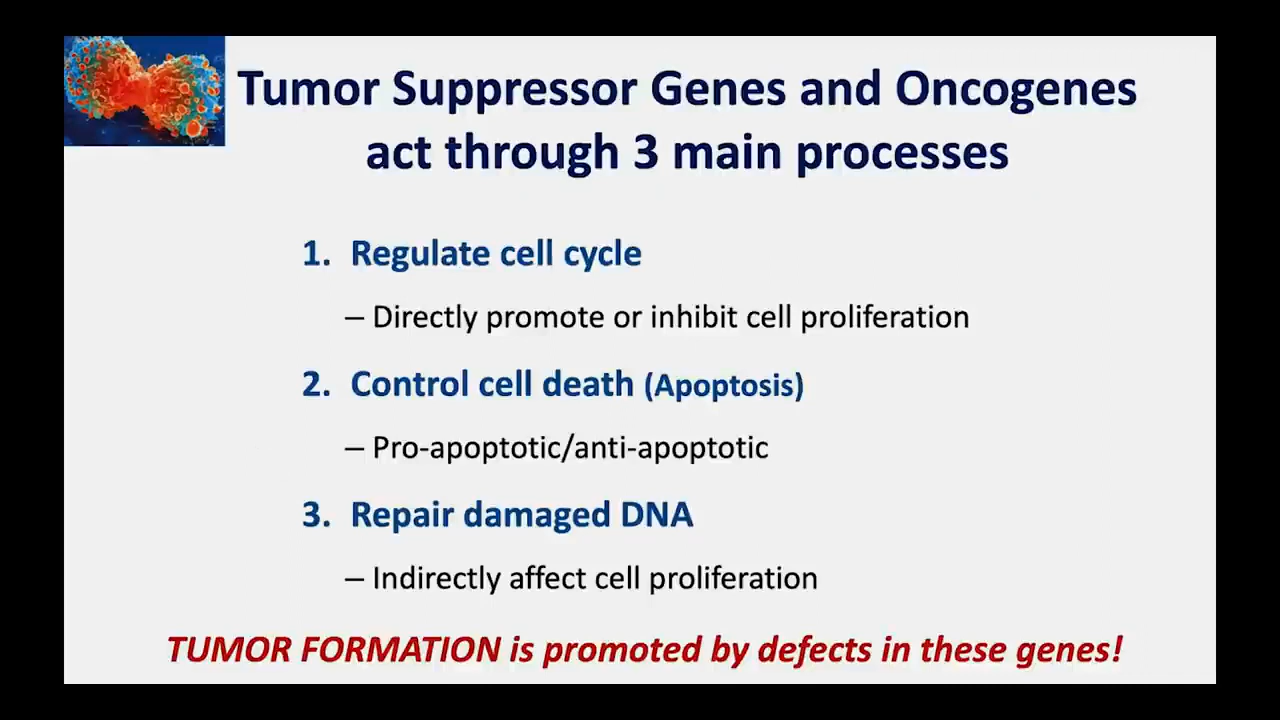 Tumor Suppressor Genes and Oncogenes
act through 3 main processes
1. Regulate cell cycle
– Directly promote or inhibit cell proliferation
2. Control cell death (Apoptosis)
– Pro-apoptotic/anti-apoptotic
3. Repair damaged DNA
– Indirectly affect cell proliferation
TUMOR FORMATION is promoted by defects in these genes!